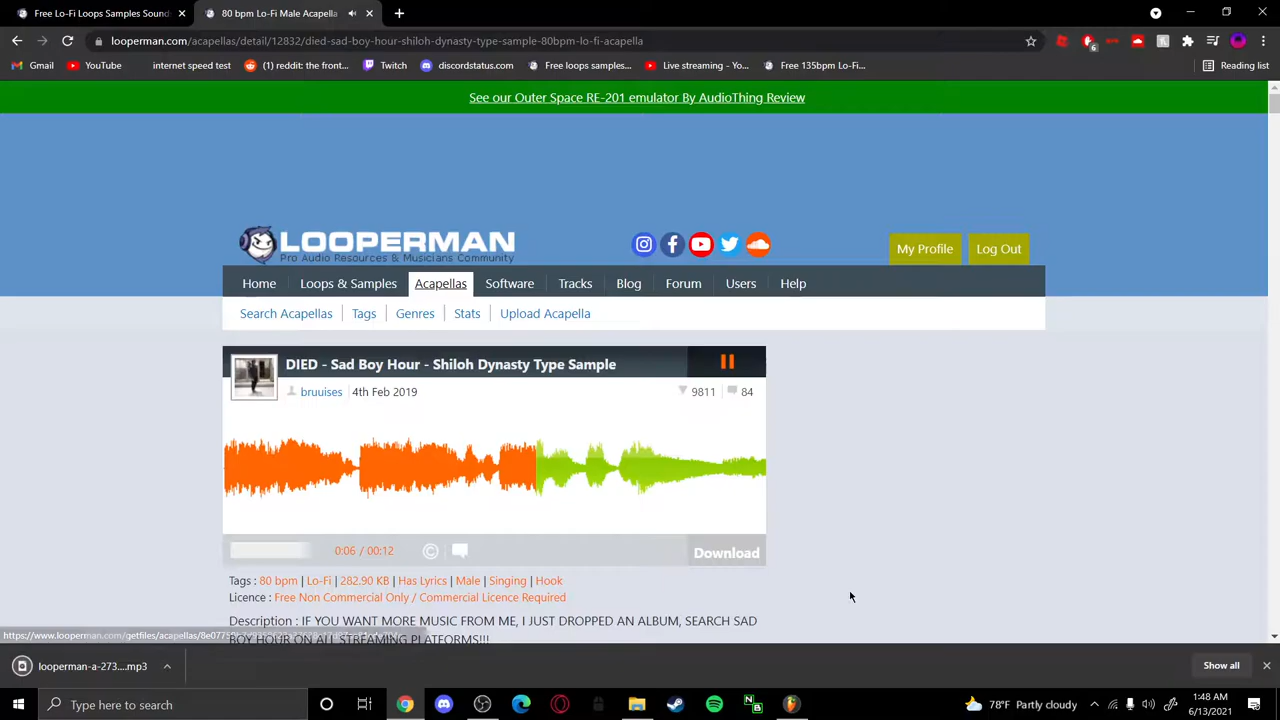 Free Lo-Fi Loops Samples Sound
80 bpm Lo-Fi Male Acapella
looperman.com/acapellas/detail/12832/died-sad-boy-hour-shiloh-dynasty-type-sample-80bpm-lo-fi-acapella
6
Gmail YouTube internet speed test (1) reddit: the front... Twitch discordstatus.com Free loops samples... Live streaming - Yo... Free 135bpm Lo-Fi... Reading list
See our Outer Space RE-201 emulator By AudioThing Review
LOOPERMAN
Pro Audio Resources & Musicians Community
My Profile Log Out
Home Loops & Samples Acapellas Software Tracks Blog Forum Users Help
Search Acapellas Tags Genres Stats Upload Acapella
DIED - Sad Boy Hour - Shiloh Dynasty Type Sample
bruuises 4th Feb 2019 9811 84
0:06 / 00:12 © Download
Tags : 80 bpm | Lo-Fi | 282.90 KB | Has Lyrics | Male | Singing | Hook
Licence : Free Non Commercial Only / Commercial Licence Required
Description : IF YOU WANT MORE MUSIC FROM ME, I JUST DROPPED AN ALBUM, SEARCH SAD
BOY HOUR ON ALL STREAMING PLATFORMS!!!
looperman-a-273....mp3 Show all
Type here to search 78°F Partly cloudy 1:48 AM
6/13/2021